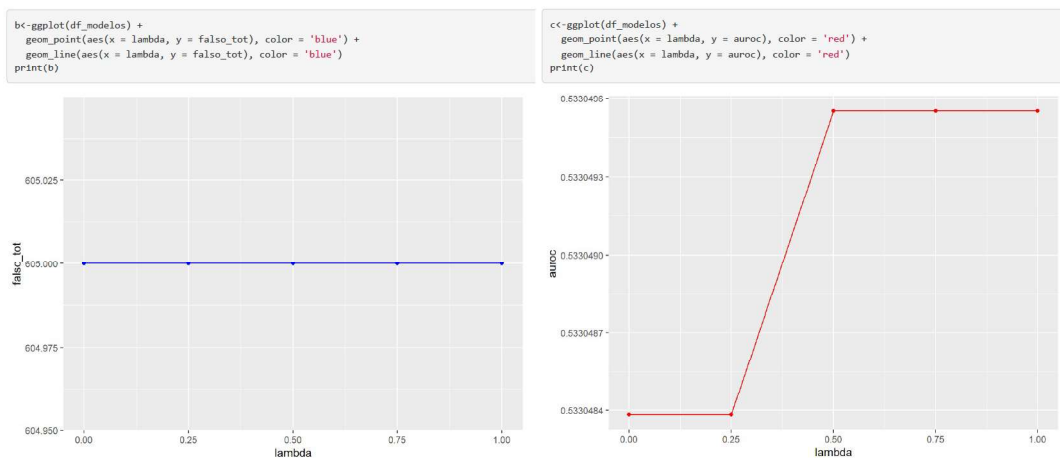 b<-ggplot(df_modelos) +
geom_point(aes(x = lambda, y = falso_tot), color = 'blue') +
geom_line(aes(x = lambda, y = falso_tot), color = 'blue')
print(b)
605.025
605.000
604.975
604.950
falsc_tot
0.00
0.25
0.50
0.75
1.00
lambda
c<-ggplot(df_modelos) +
geom_point(aes(x = lambda, y = auroc), color = 'red') +
geom_line(aes(x = lambda, y = auroc), color = 'red')
print(c)
0.5330406
0.5330493
0.5330490
0.5330487
0.5330484
auroc
0.00
0.25
0.50
0.75
1.00
lambda